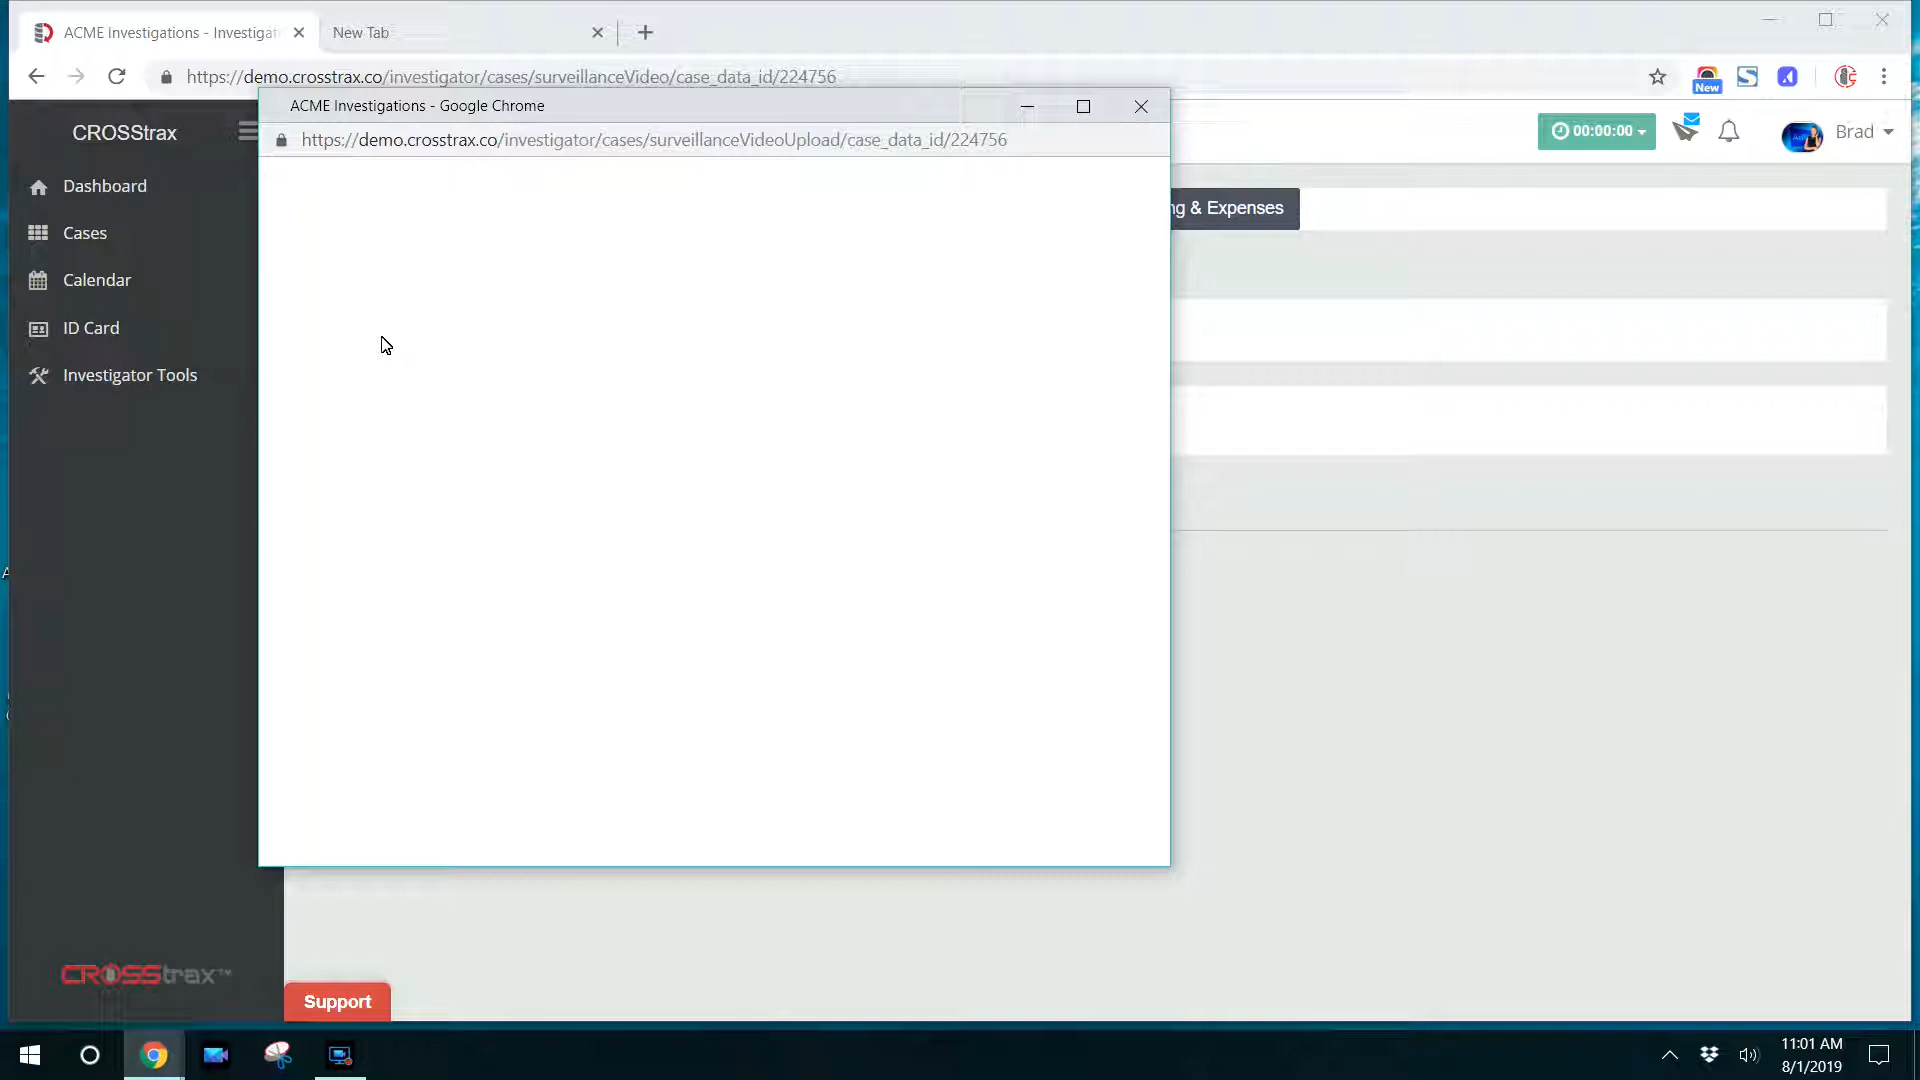 ACME Investigations - Investigat
New Tab
https://demo.crosstrax.co/investigator/cases/surveillanceVideo/case_data_id/224756
New
ACME Investigations - Google Chrome
https://demo.crosstrax.co/investigator/cases/surveillanceVideoUpload/case_data_id/224756
CROSStrax
00:00:00
Brad
Dashboard
Cases
Calendar
ID Card
Investigator Tools
ng & Expenses
CROSStrax™
Support
11:01 AM
8/1/2019